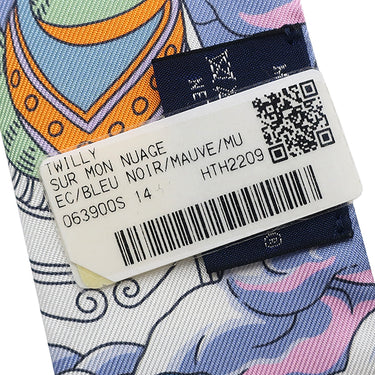 TWILLY
SUR MON NUAGE
EC/BLEU NOIR/MAUVE/MU
063900S 14 HTH2209